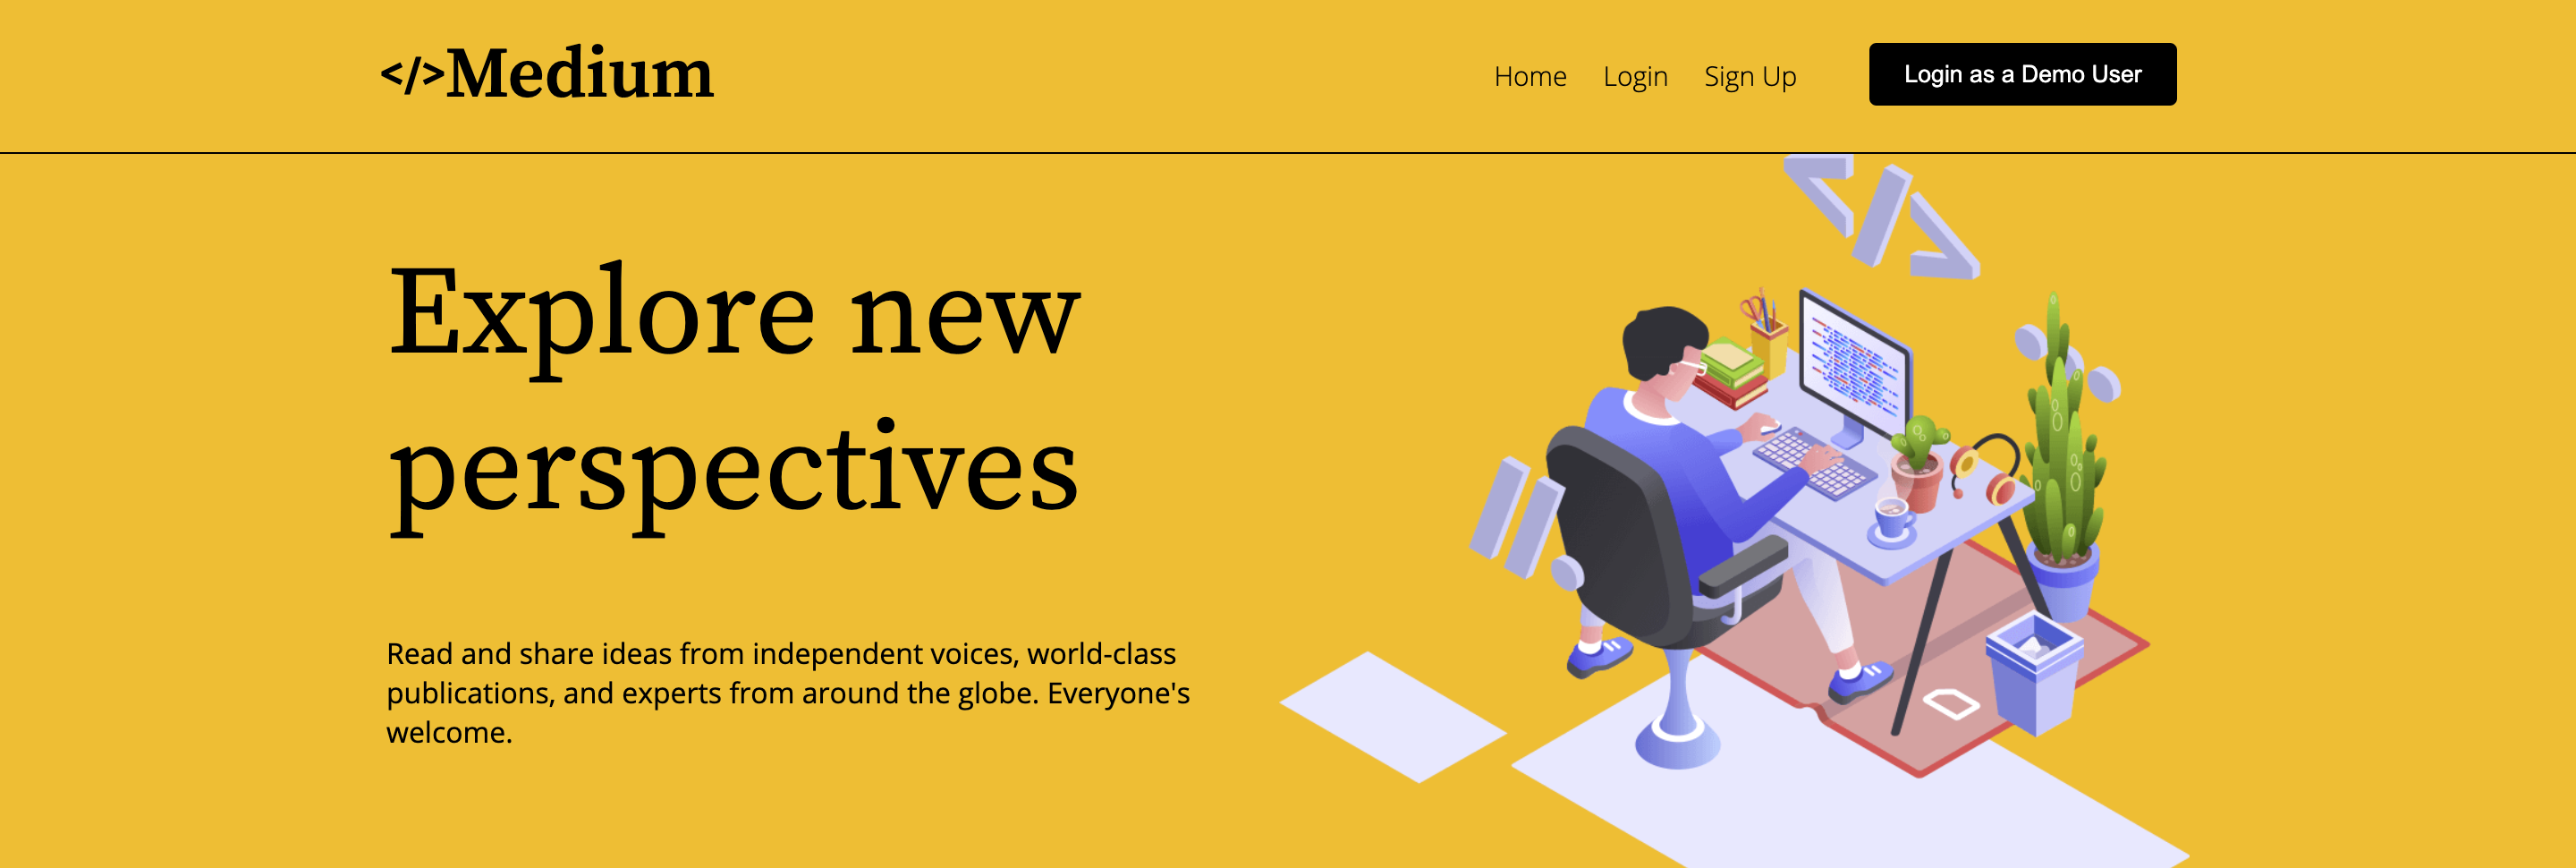 </>Medium
Home Login Sign Up Login as a Demo User
Explore new
perspectives
Read and share ideas from independent voices, world-class
publications, and experts from around the globe. Everyone's
welcome.